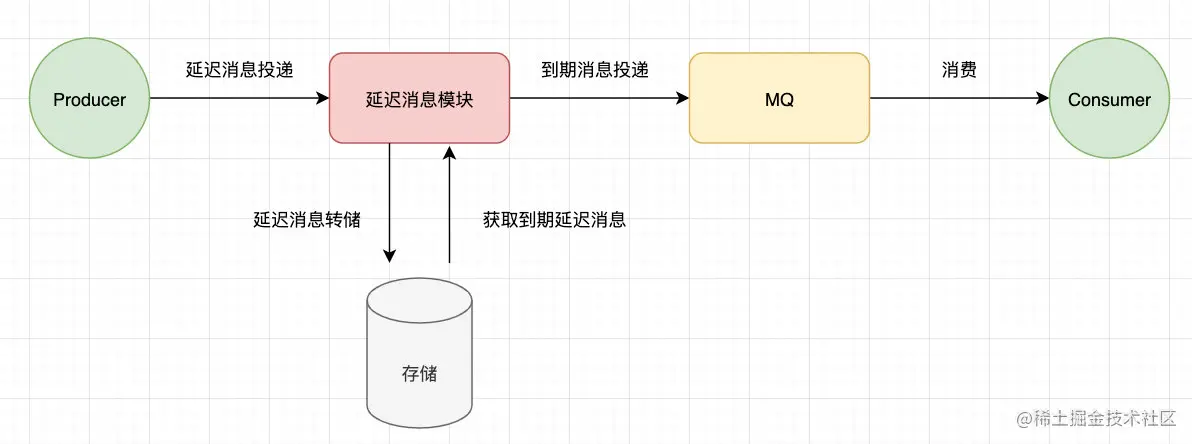 延迟消息投递
到期消息投递
消费
Producer
延迟消息模块
MQ
Consumer
延迟消息转储
获取到期延迟消息
存储
@稀土掘金技术社区